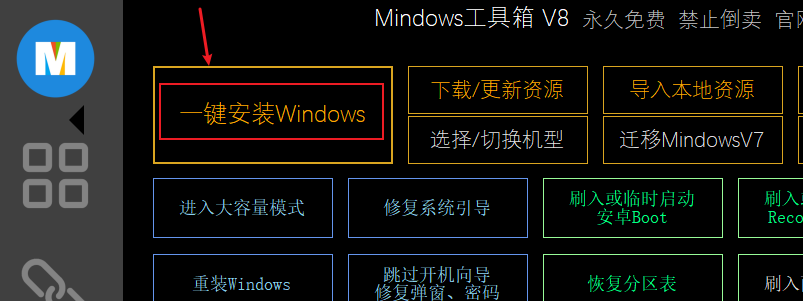 Mindows工具箱 V8 永久免费 禁止倒卖 官网
M
一键安装Windows
下载/更新资源
导入本地资源
选择/切换机型
迁移MindowsV7
进入大容量模式
修复系统引导
刷入或临时启动
安卓Boot
刷入
Reco
重装Windows
跳过开机向导
修复弹窗、密码
恢复分区表
刷入